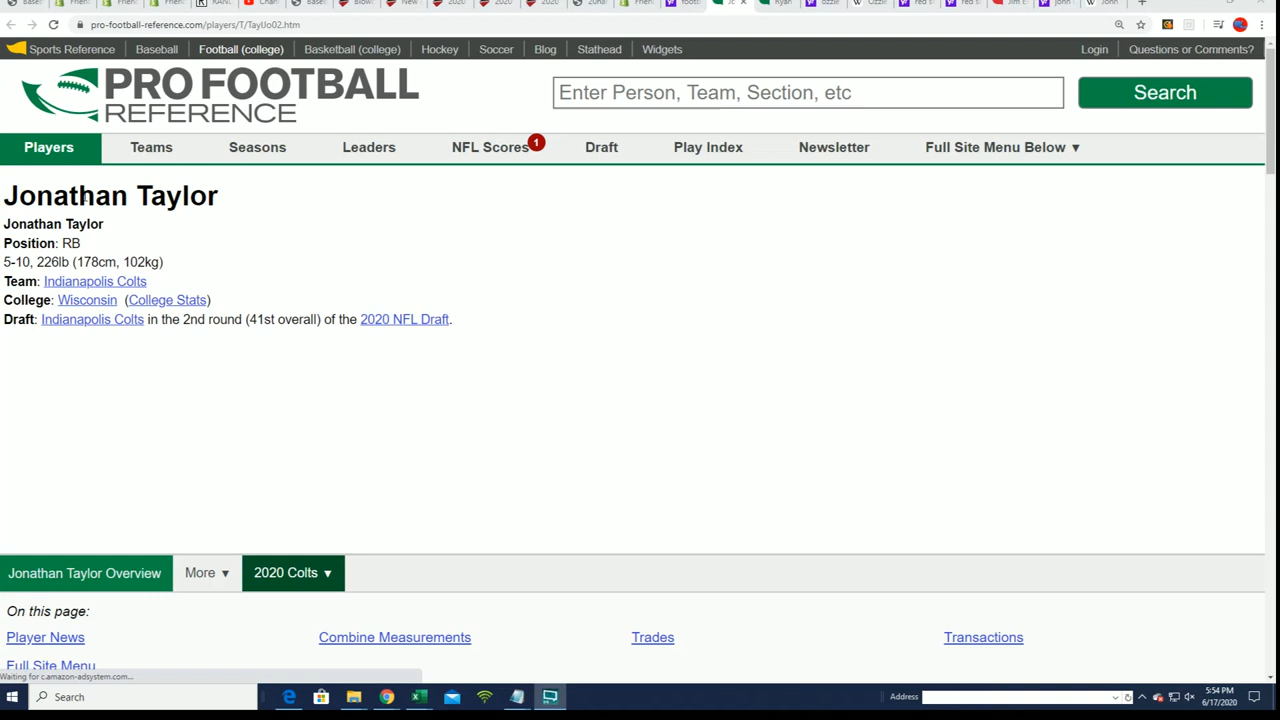 pro-football-reference.com/players/T/TaylJo02.htm
Sports Reference Baseball Football (college) Basketball (college) Hockey Soccer Blog Stathead Widgets Login Questions or Comments?
PRO FOOTBALL
REFERENCE
Enter Person, Team, Section, etc Search
Players Teams Seasons Leaders NFL Scores 1 Draft Play Index Newsletter Full Site Menu Below ▼
Jonathan Taylor
Jonathan Taylor
Position: RB
5-10, 226lb (178cm, 102kg)
Team: Indianapolis Colts
College: Wisconsin (College Stats)
Draft: Indianapolis Colts in the 2nd round (41st overall) of the 2020 NFL Draft.
Jonathan Taylor Overview More ▼ 2020 Colts ▼
On this page:
Player News Combine Measurements Trades Transactions
Full Site Menu
Waiting for c.amazon-adsystem.com...
Search Address 5:54 PM
6/17/2020